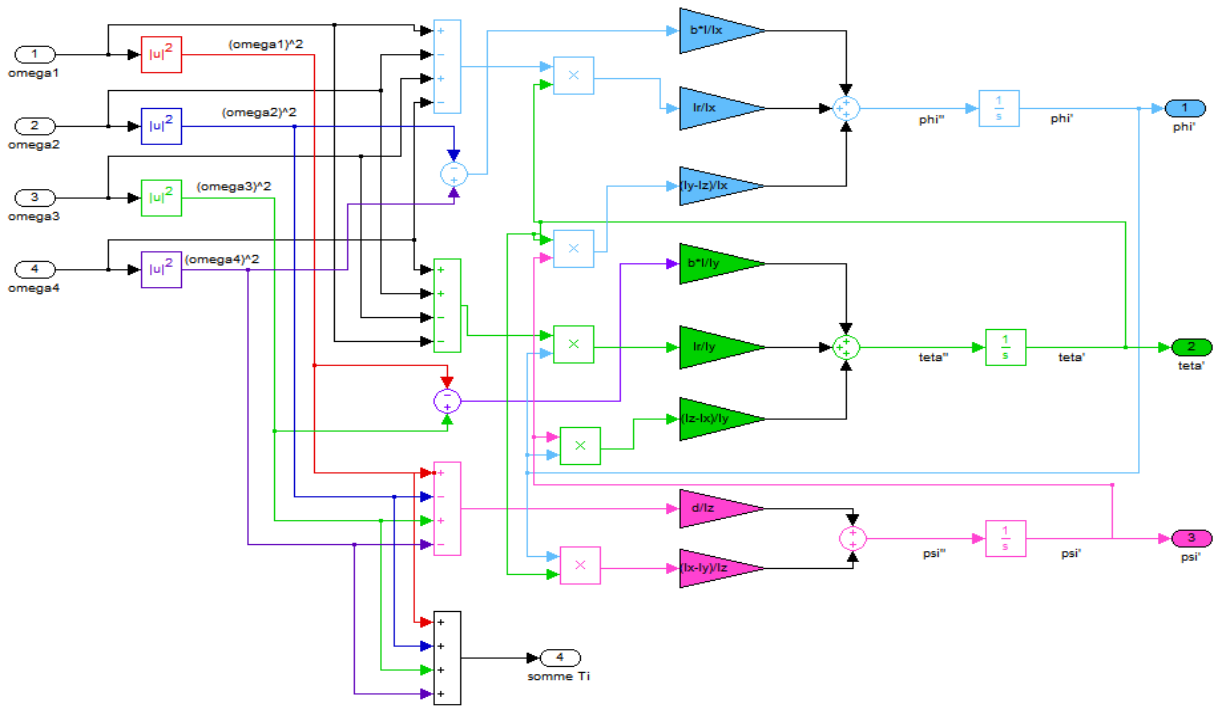 1
omega1
|u|²
(omega1)^2
2
omega2
|u|²
(omega2)^2
3
omega3
|u|²
(omega3)^2
4
omega4
|u|²
(omega4)^2
+
−
+
−
−
+
×
×
b*l/Ix
Ir/Ix
(Iy-Iz)/Ix
+
+
+
phi''
1
s
phi'
1
phi'
+
+
−
−
−
+
×
×
b*l/Iy
Ir/Iy
(Iz-Ix)/Iy
+
+
+
teta''
1
s
teta'
2
teta'
+
−
+
−
×
d/Iz
(Ix-Iy)/Iz
+
+
psi''
1
s
psi'
3
psi'
+
+
+
+
4
somme Ti